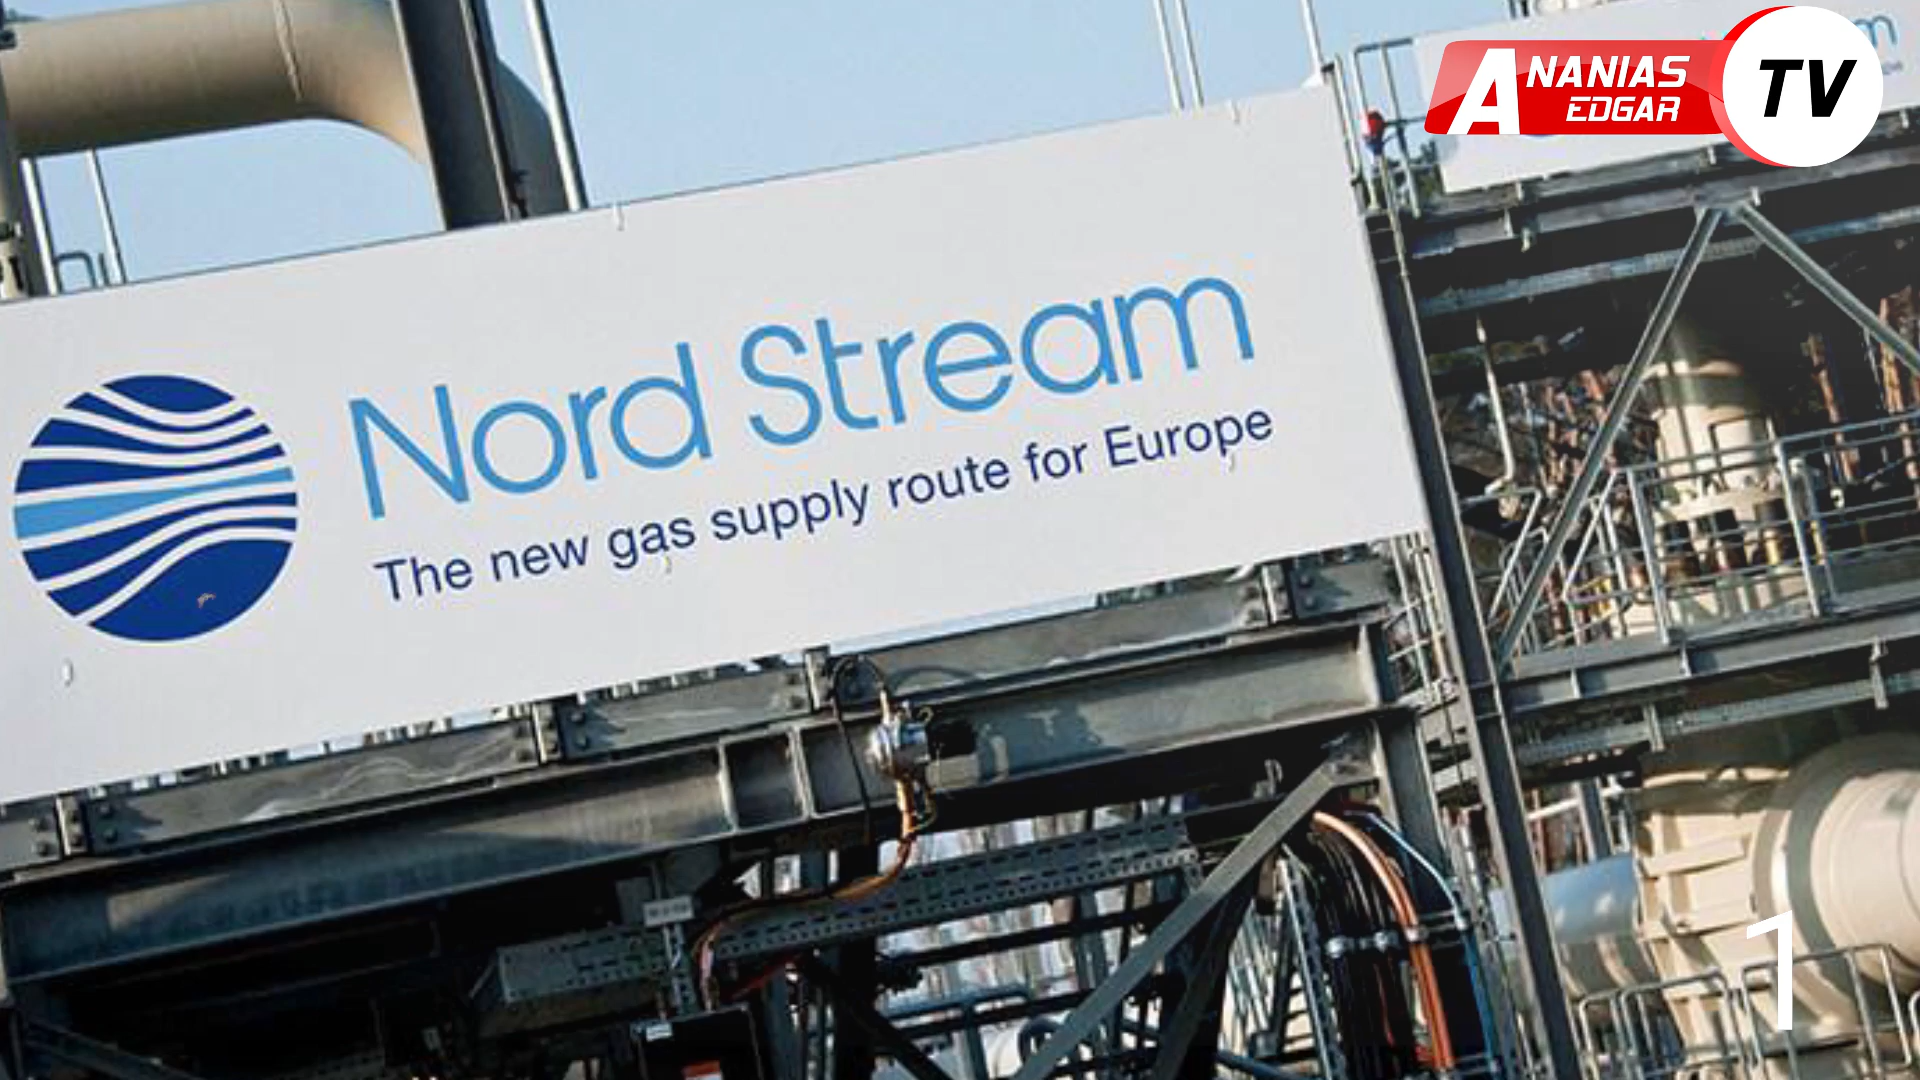 ANANIAS
EDGAR
TV
m
Nord Stream
The new gas supply route for Europe
1